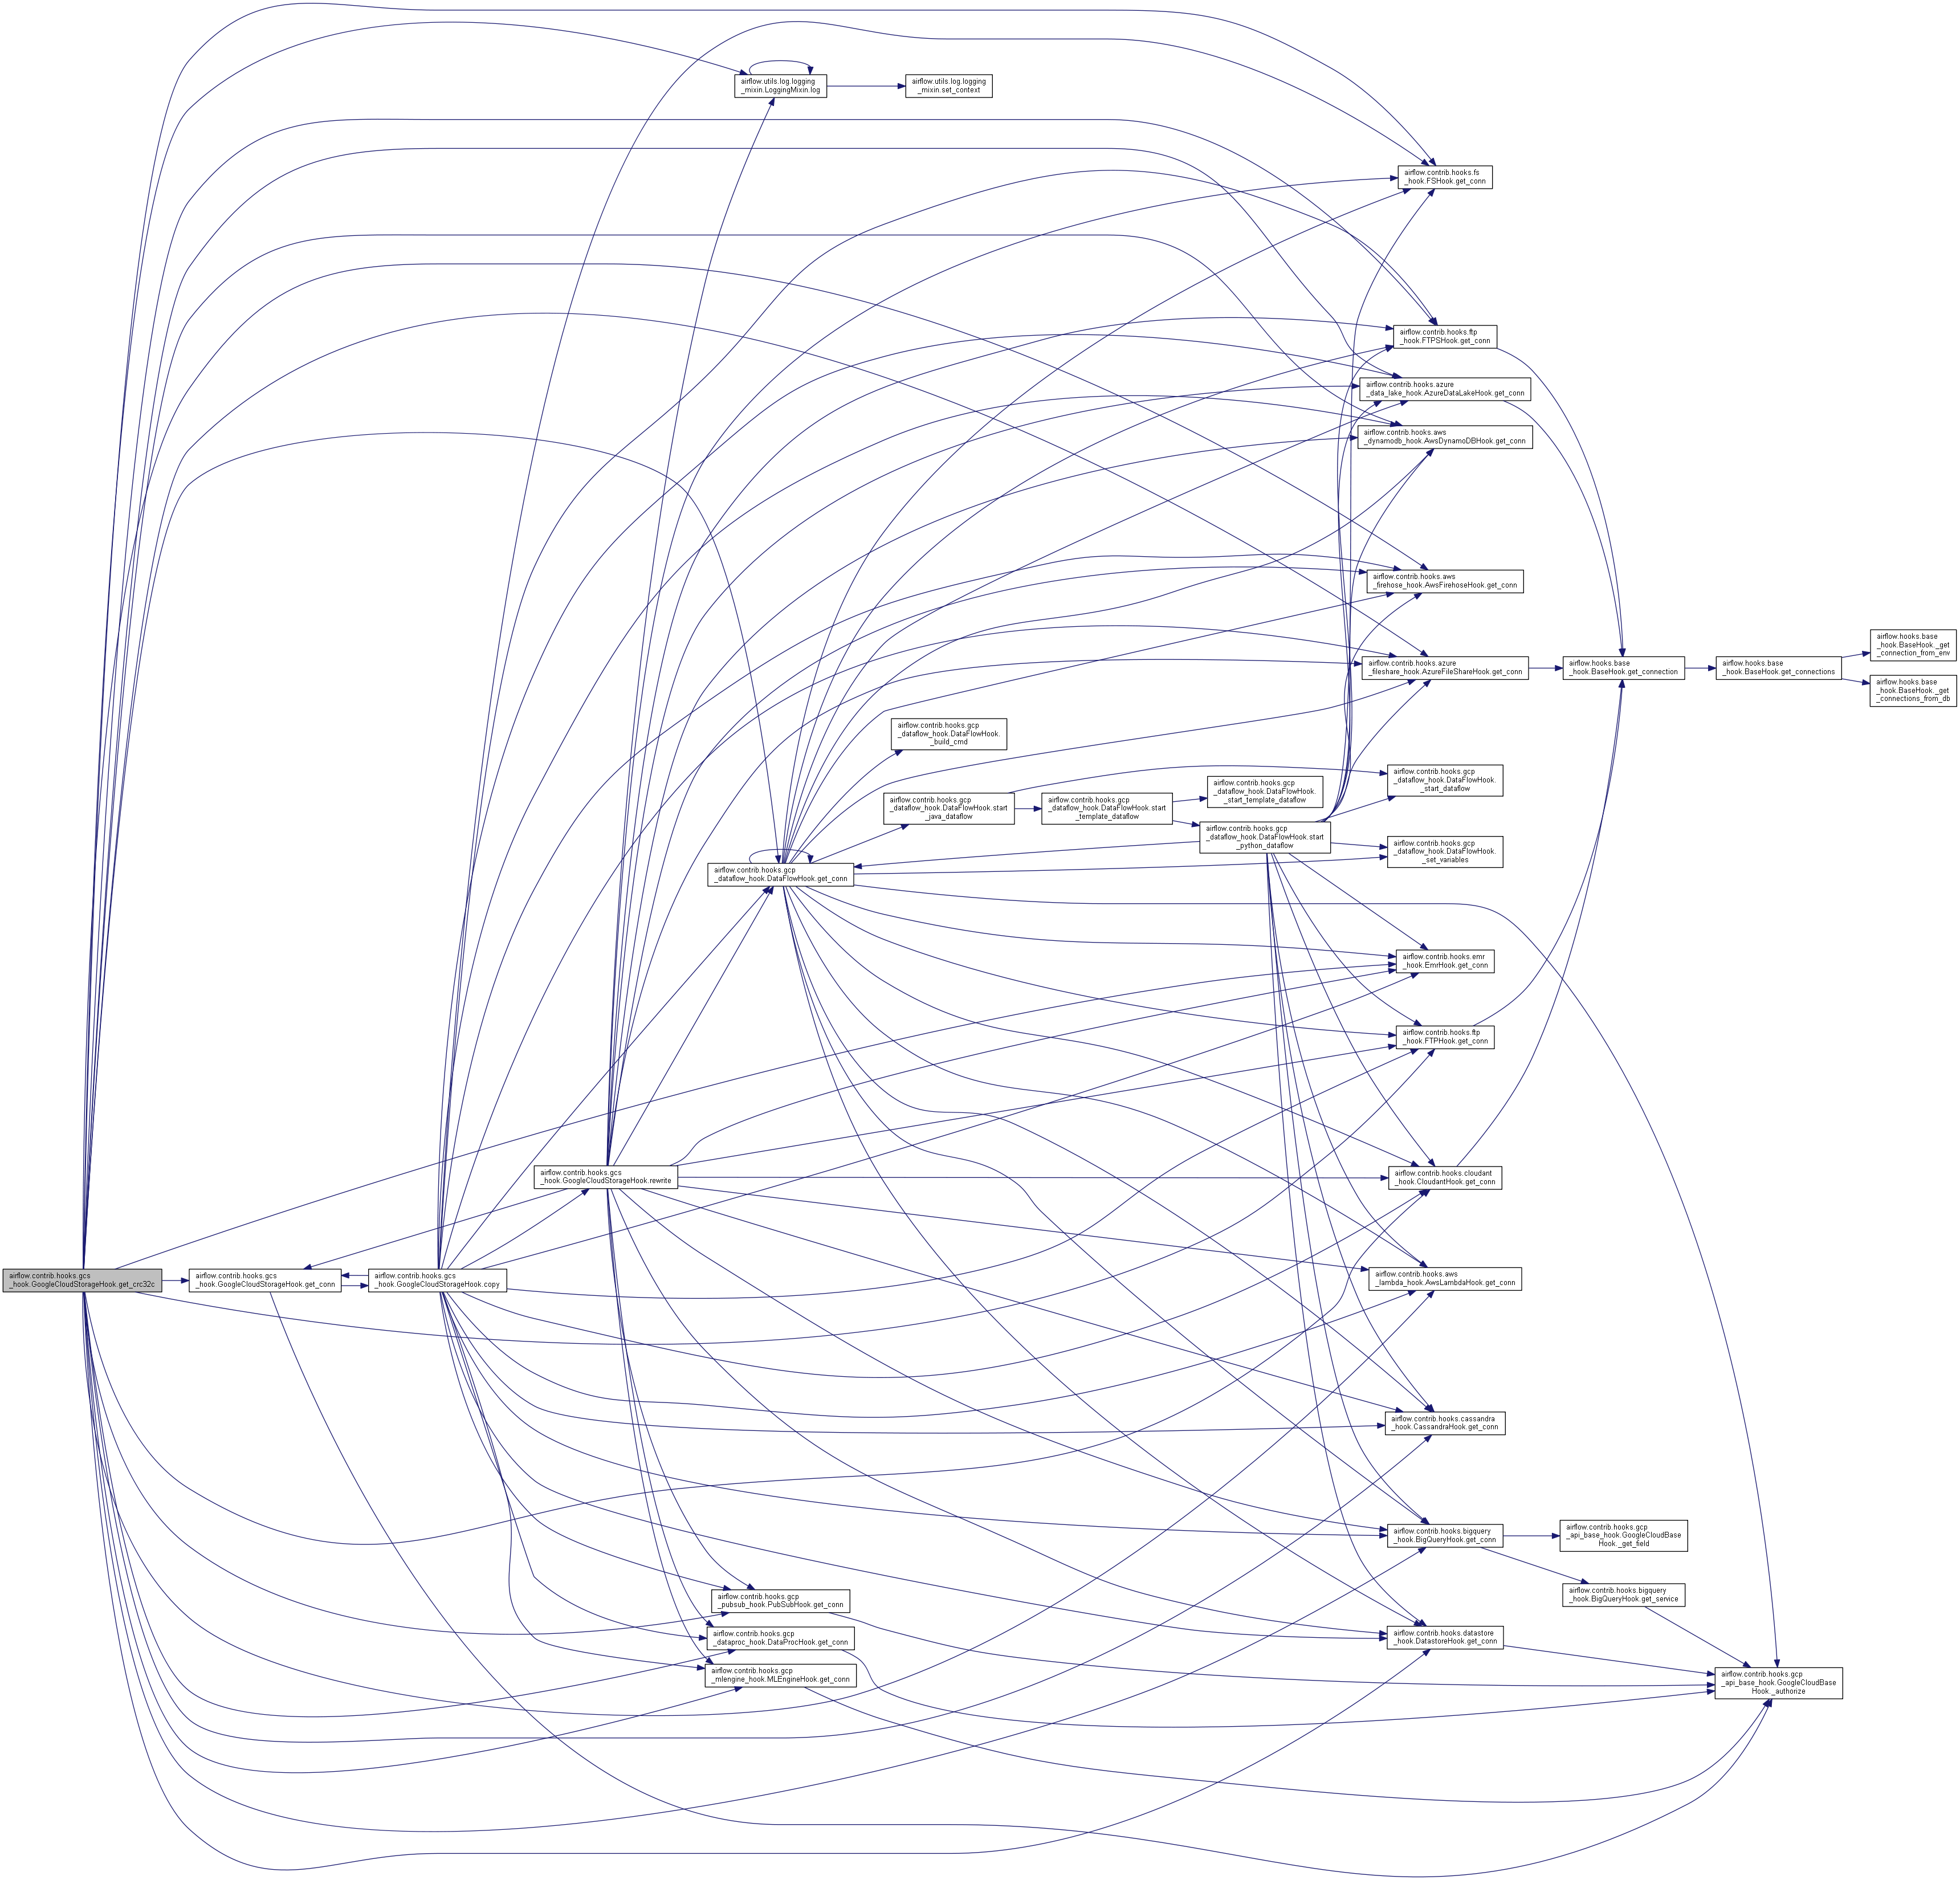 airflow.utils.log.logging
_mixin.LoggingMixin.log
airflow.utils.log.logging
_mixin.set_context
airflow.contrib.hooks.fs
_hook.FSHook.get_conn
airflow.contrib.hooks.ftp
_hook.FTPSHook.get_conn
airflow.contrib.hooks.azure
_data_lake_hook.AzureDataLakeHook.get_conn
airflow.contrib.hooks.aws
_dynamodb_hook.AwsDynamoDBHook.get_conn
airflow.contrib.hooks.aws
_firehose_hook.AwsFirehoseHook.get_conn
airflow.contrib.hooks.azure
_fileshare_hook.AzureFileShareHook.get_conn
airflow.hooks.base
_hook.BaseHook.get_connection
airflow.hooks.base
_hook.BaseHook.get_connections
airflow.hooks.base
_hook.BaseHook._get
_connection_from_env
airflow.hooks.base
_hook.BaseHook._get
_connections_from_db
airflow.contrib.hooks.gcp
_dataflow_hook.DataFlowHook.
_build_cmd
airflow.contrib.hooks.gcp
_dataflow_hook.DataFlowHook.
_start_dataflow
airflow.contrib.hooks.gcp
_dataflow_hook.DataFlowHook.
_start_template_dataflow
airflow.contrib.hooks.gcp
_dataflow_hook.DataFlowHook.start
_java_dataflow
airflow.contrib.hooks.gcp
_dataflow_hook.DataFlowHook.start
_template_dataflow
airflow.contrib.hooks.gcp
_dataflow_hook.DataFlowHook.start
_python_dataflow
airflow.contrib.hooks.gcp
_dataflow_hook.DataFlowHook.
_set_variables
airflow.contrib.hooks.gcp
_dataflow_hook.DataFlowHook.get_conn
airflow.contrib.hooks.emr
_hook.EmrHook.get_conn
airflow.contrib.hooks.ftp
_hook.FTPHook.get_conn
airflow.contrib.hooks.gcs
_hook.GoogleCloudStorageHook.rewrite
airflow.contrib.hooks.cloudant
_hook.CloudantHook.get_conn
airflow.contrib.hooks.gcs
_hook.GoogleCloudStorageHook.get_crc32c
airflow.contrib.hooks.gcs
_hook.GoogleCloudStorageHook.get_conn
airflow.contrib.hooks.gcs
_hook.GoogleCloudStorageHook.copy
airflow.contrib.hooks.aws
_lambda_hook.AwsLambdaHook.get_conn
airflow.contrib.hooks.cassandra
_hook.CassandraHook.get_conn
airflow.contrib.hooks.bigquery
_hook.BigQueryHook.get_conn
airflow.contrib.hooks.gcp
_api_base_hook.GoogleCloudBase
Hook._get_field
airflow.contrib.hooks.bigquery
_hook.BigQueryHook.get_service
airflow.contrib.hooks.gcp
_pubsub_hook.PubSubHook.get_conn
airflow.contrib.hooks.gcp
_dataproc_hook.DataProcHook.get_conn
airflow.contrib.hooks.datastore
_hook.DatastoreHook.get_conn
airflow.contrib.hooks.gcp
_mlengine_hook.MLEngineHook.get_conn
airflow.contrib.hooks.gcp
_api_base_hook.GoogleCloudBase
Hook._authorize